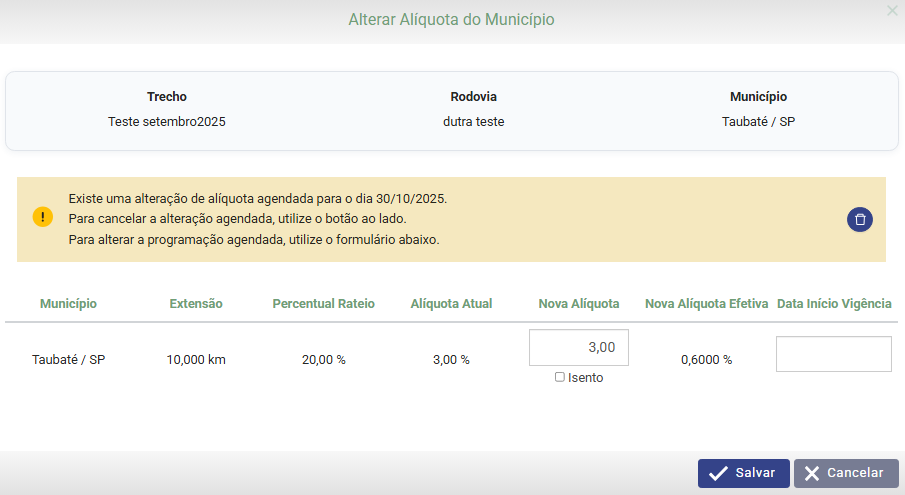 Alterar Alíquota do Município
Trecho Rodovia Município
Teste setembro2025 dutra teste Taubaté / SP
Existe uma alteração de alíquota agendada para o dia 30/10/2025.
Para cancelar a alteração agendada, utilize o botão ao lado.
Para alterar a programação agendada, utilize o formulário abaixo.
Município Extensão Percentual Rateio Alíquota Atual Nova Alíquota Nova Alíquota Efetiva Data Início Vigência
Taubaté / SP 10,000 km 20,00 % 3,00 % 3,00 0,6000 %
Isento
Salvar Cancelar